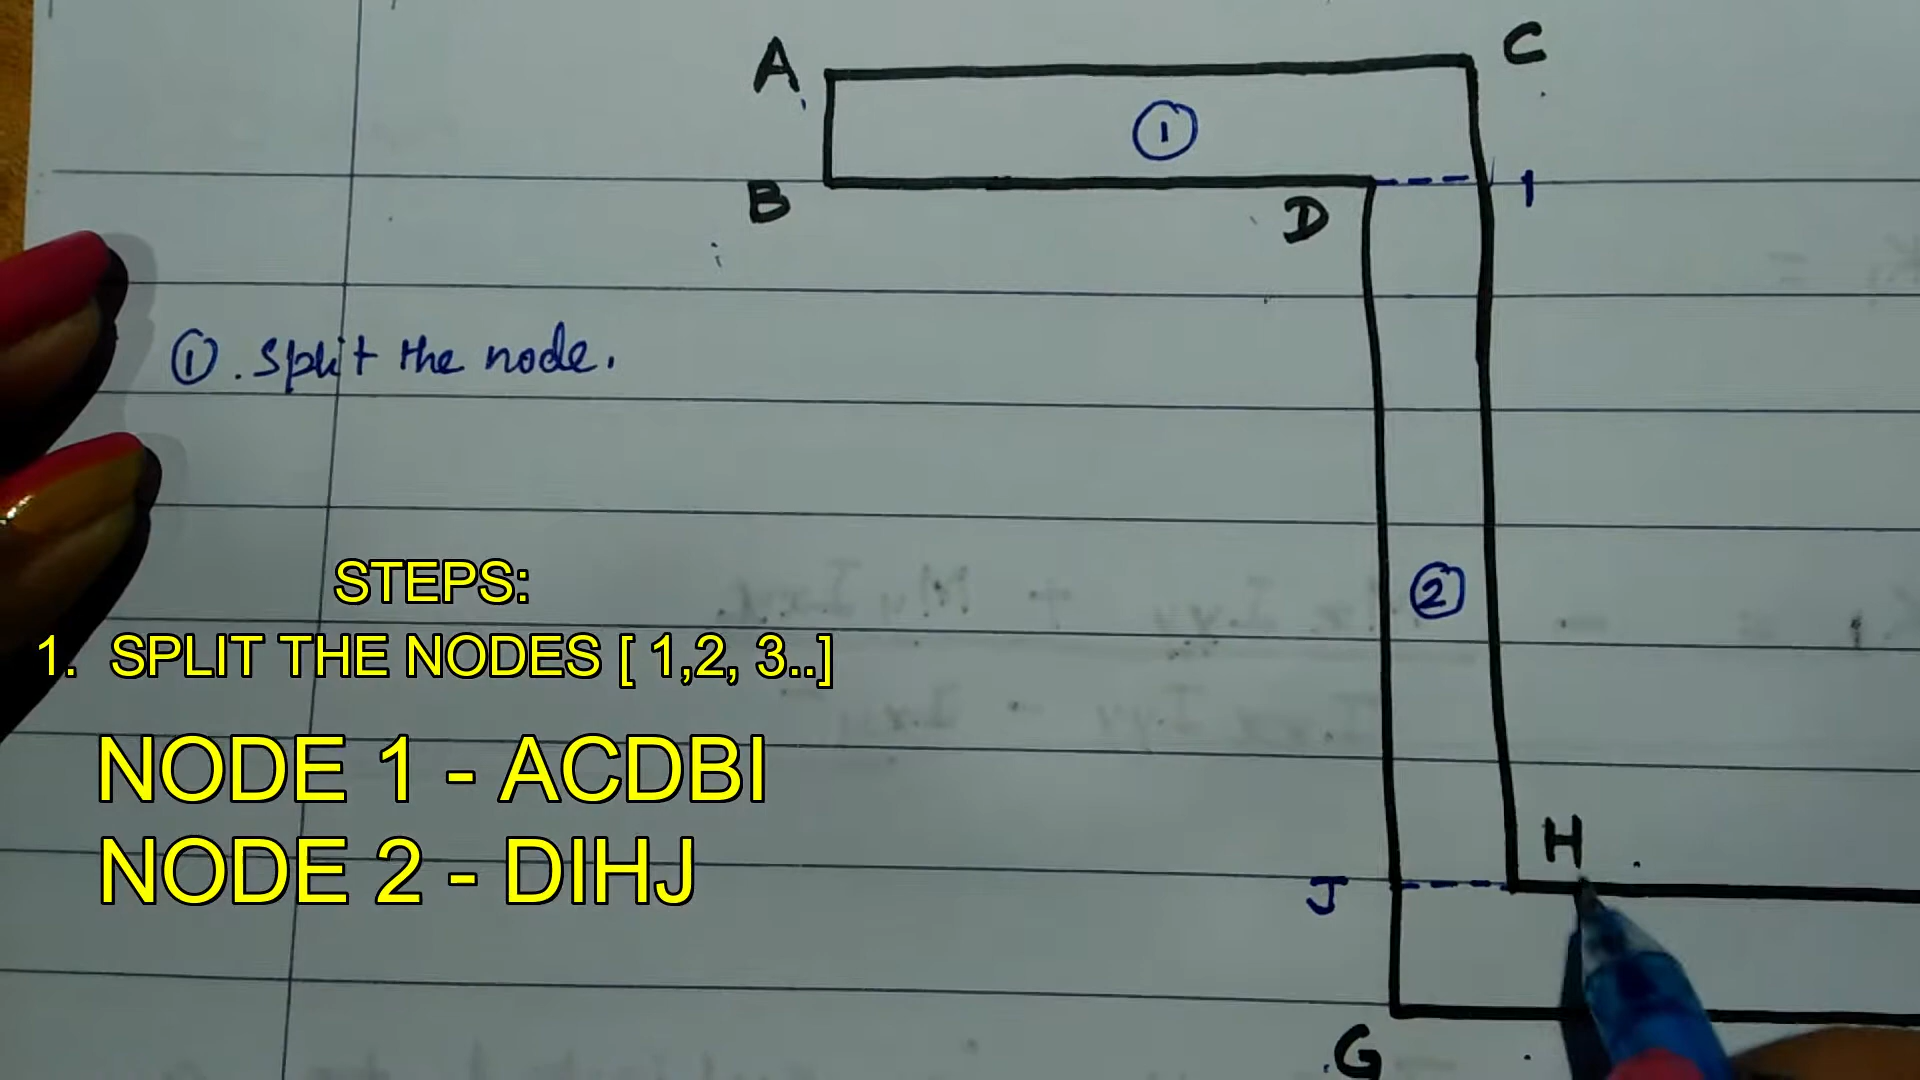 A
C
①
B
D
I
① . Split the node.
②
STEPS:
1. SPLIT THE NODES [ 1,2, 3..]
NODE 1 - ACDBI
NODE 2 - DIHJ
H
J
G